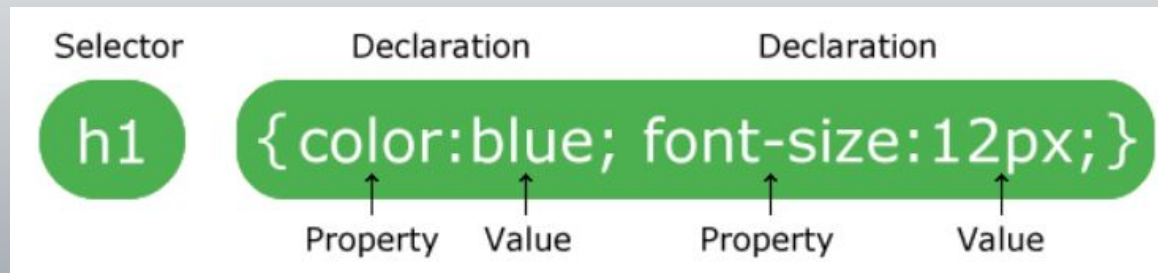 Selector Declaration Declaration
h1 {color:blue; font-size:12px;}
Property Value Property Value